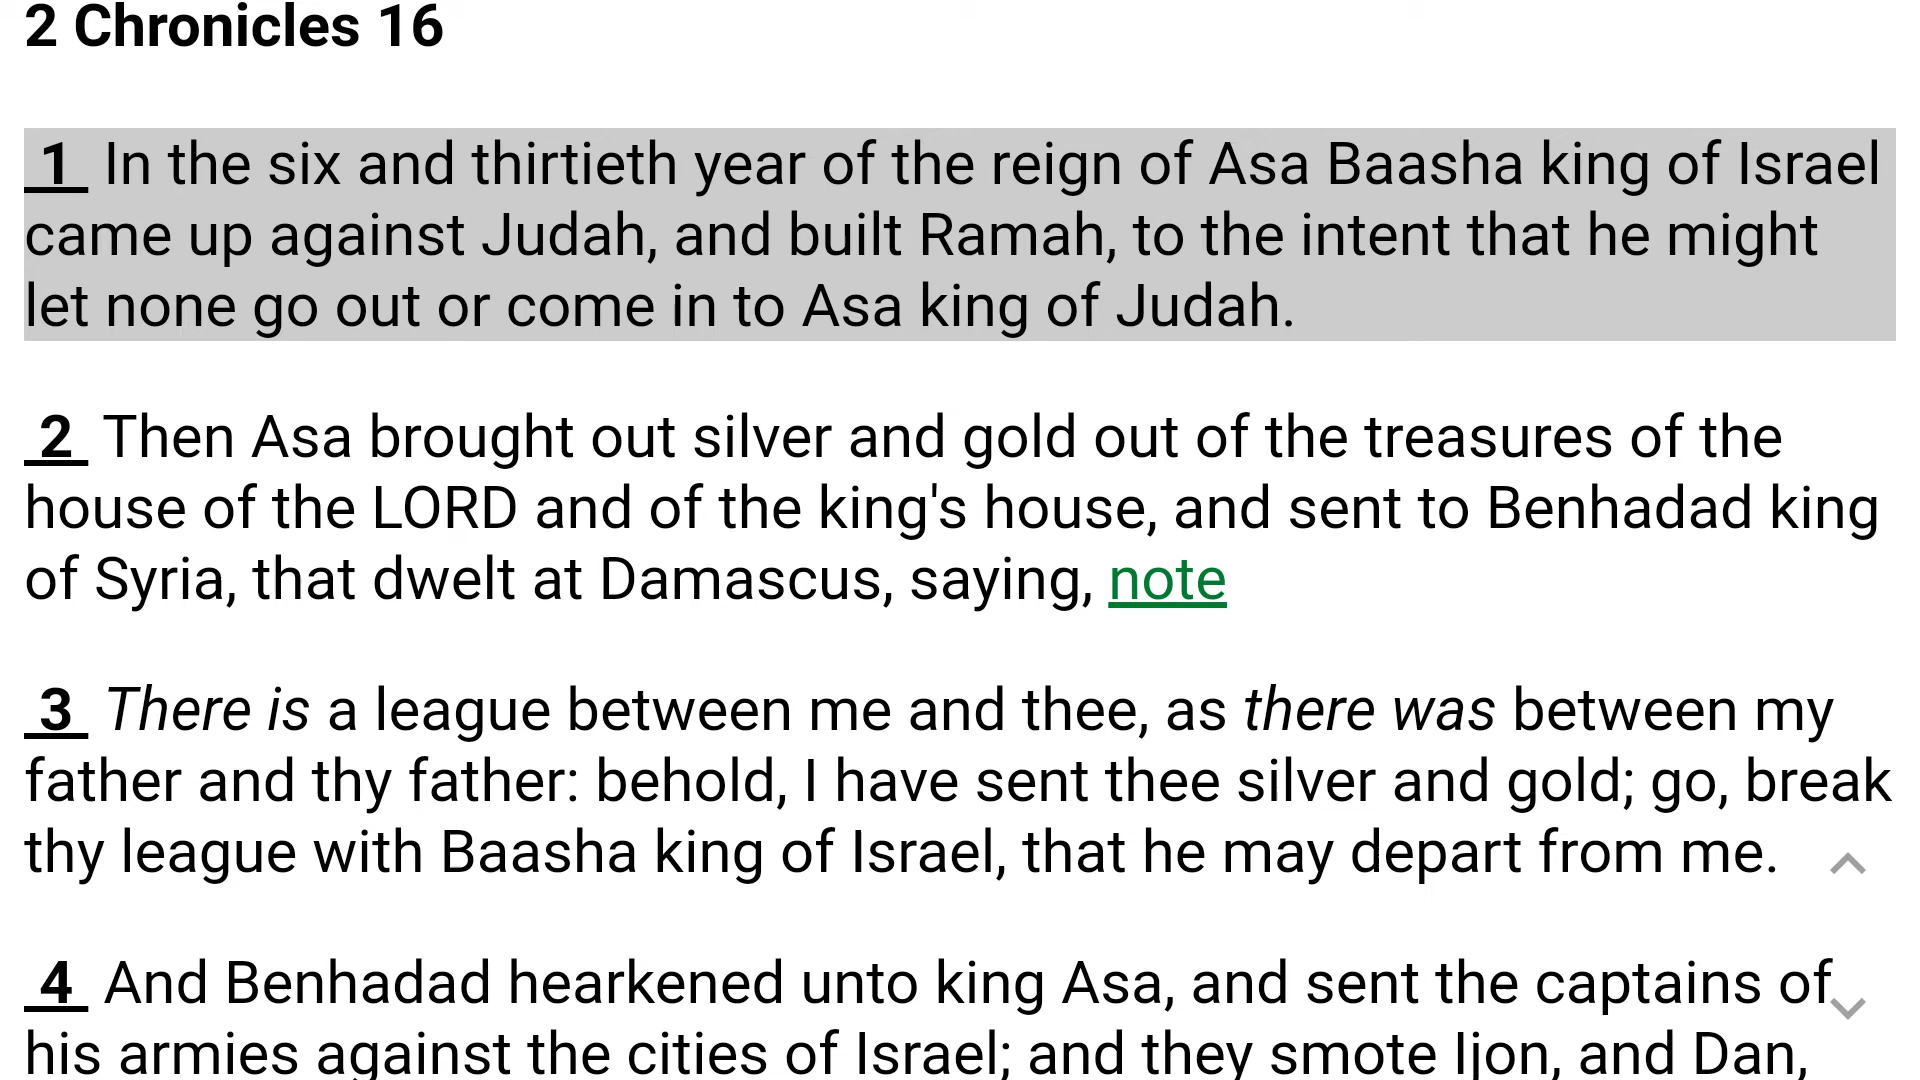 2 Chronicles 16
1 In the six and thirtieth year of the reign of Asa Baasha king of Israel
came up against Judah, and built Ramah, to the intent that he might
let none go out or come in to Asa king of Judah.
2 Then Asa brought out silver and gold out of the treasures of the
house of the LORD and of the king's house, and sent to Benhadad king
of Syria, that dwelt at Damascus, saying, note
3 There is a league between me and thee, as there was between my
father and thy father: behold, I have sent thee silver and gold; go, break
thy league with Baasha king of Israel, that he may depart from me.
4 And Benhadad hearkened unto king Asa, and sent the captains of
his armies against the cities of Israel; and they smote Ijon, and Dan,